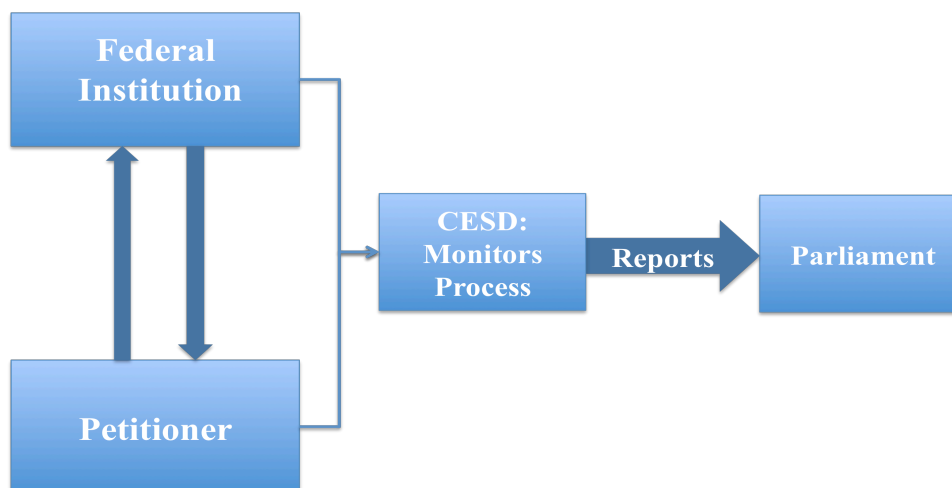 Federal
Institution
CESD:
Monitors
Process
Reports
Parliament
Petitioner